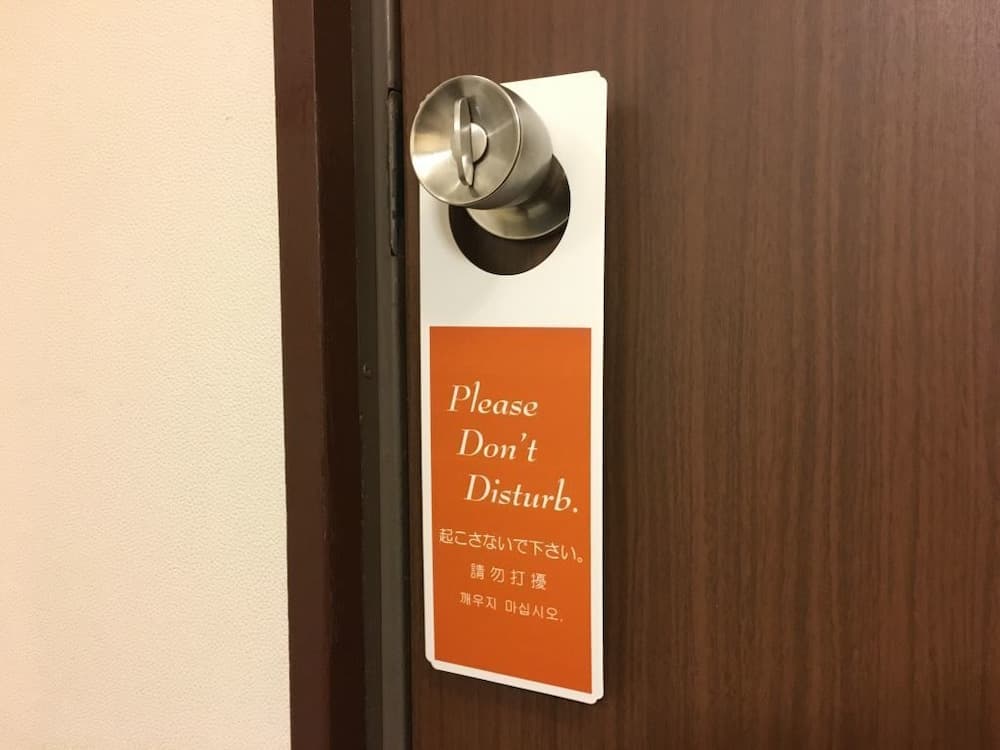 Please
Don't
Disturb.
起こさないで下さい。
請勿打擾
깨우지 마십시오.